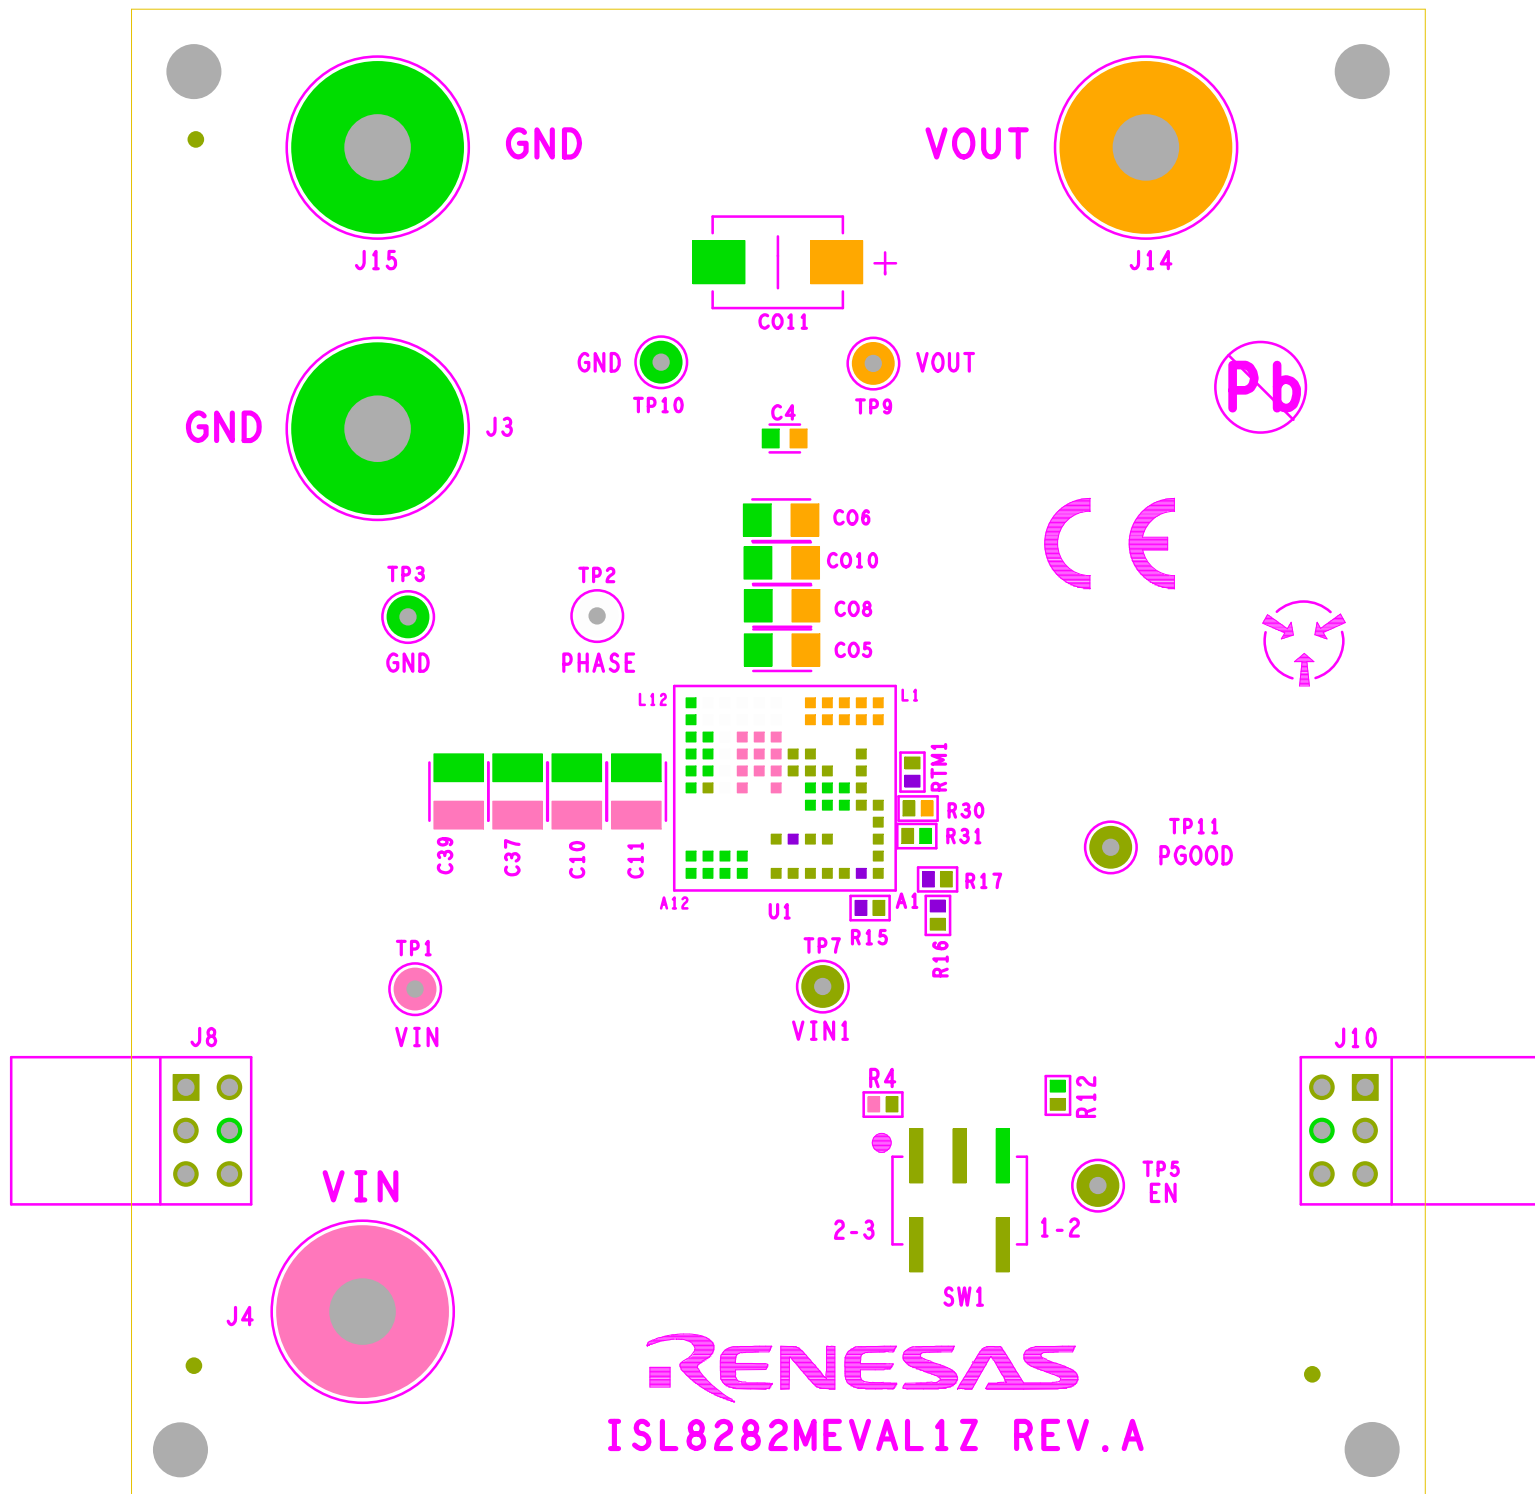 GND
VOUT
J15
J14
CO11
GND
VOUT
TP10
TP9
Pb
C4
GND
J3
CO6
CE
CO10
TP3
TP2
CO8
GND
PHASE
CO5
L12
L1
RTM1
R30
R31
TP11
PGOOD
C39
C37
C10
C11
R17
A12
U1
A1
R15
R16
TP1
TP7
VIN
VIN1
J8
J10
R4
R12
TP5
EN
VIN
2-3
1-2
SW1
J4
RENESAS
ISL8282MEVAL1Z REV.A